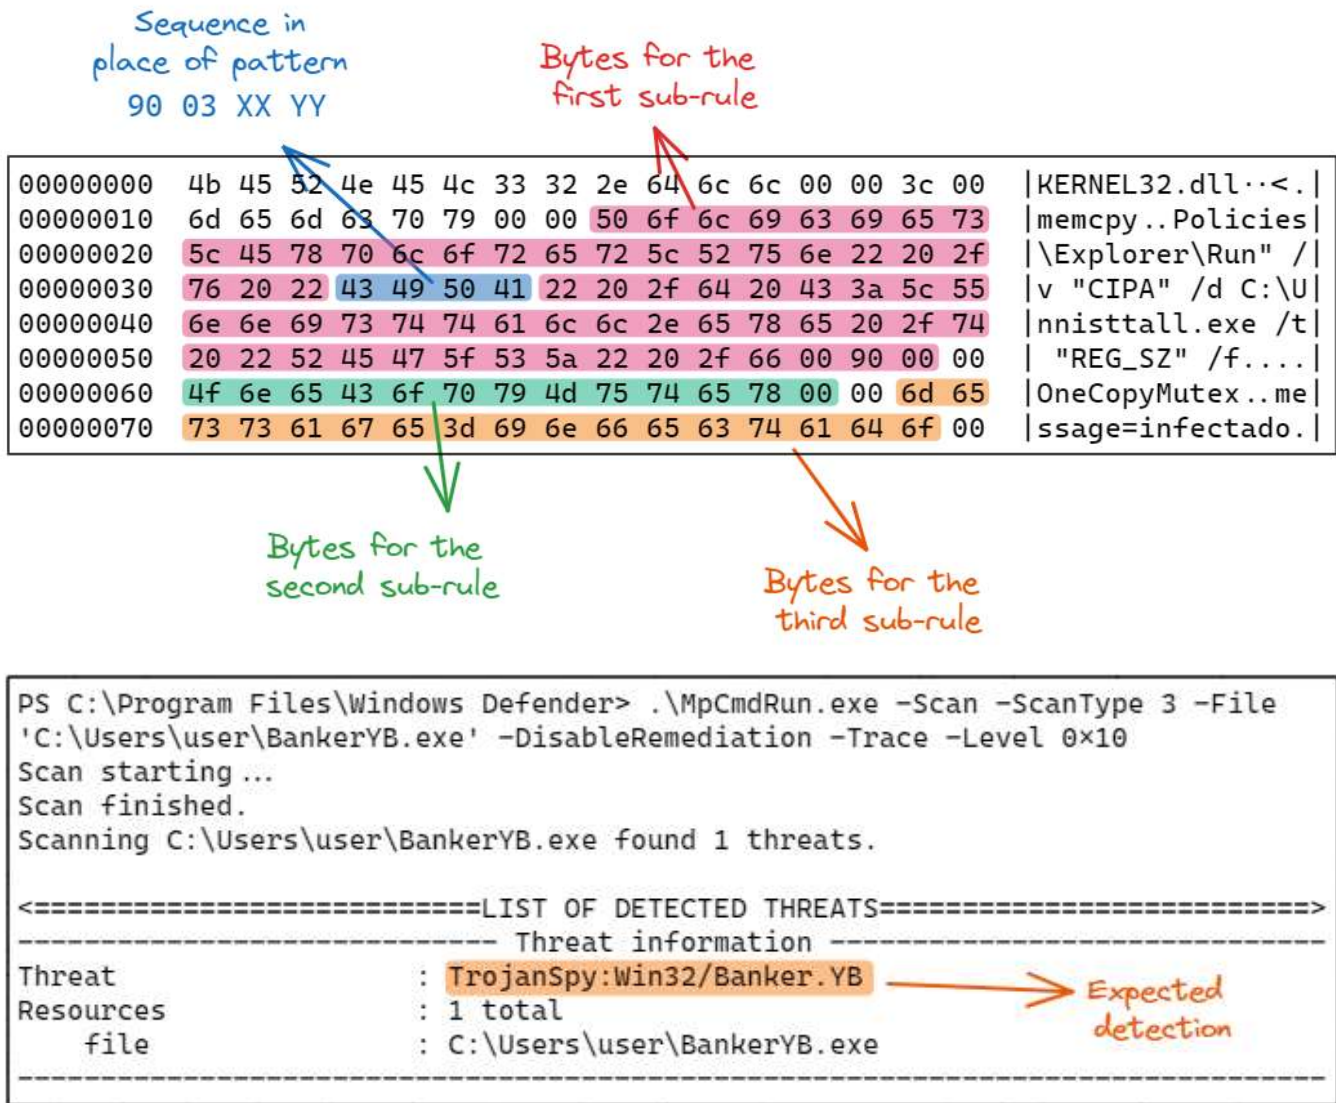 Sequence in
place of pattern
90 03 XX YY
Bytes for the
first sub-rule
00000000 4b 45 52 4e 45 4c 33 32 2e 64 6c 6c 00 00 3c 00 |KERNEL32.dll··<.|
00000010 6d 65 6d 63 70 79 00 00 50 6f 6c 69 63 69 65 73 |memcpy..Policies|
00000020 5c 45 78 70 6c 6f 72 65 72 5c 52 75 6e 22 20 2f |\Explorer\Run" /|
00000030 76 20 22 43 49 50 41 22 20 2f 64 20 43 3a 5c 55 |v "CIPA" /d C:\U|
00000040 6e 6e 69 73 74 74 61 6c 6c 2e 65 78 65 20 2f 74 |nnisttall.exe /t|
00000050 20 22 52 45 47 5f 53 5a 22 20 2f 66 00 90 00 00 | "REG_SZ" /f....|
00000060 4f 6e 65 43 6f 70 79 4d 75 74 65 78 00 00 6d 65 |OneCopyMutex..me|
00000070 73 73 61 67 65 3d 69 6e 66 65 63 74 61 64 6f 00 |ssage=infectado.|
Bytes for the
second sub-rule
Bytes for the
third sub-rule
PS C:\Program Files\Windows Defender> .\MpCmdRun.exe -Scan -ScanType 3 -File
'C:\Users\user\BankerYB.exe' -DisableRemediation -Trace -Level 0×10
Scan starting ...
Scan finished.
Scanning C:\Users\user\BankerYB.exe found 1 threats.
<===========================LIST OF DETECTED THREATS==========================>
----------------------------- Threat information ------------------------------
Threat : TrojanSpy:Win32/Banker.YB
Resources : 1 total
file : C:\Users\user\BankerYB.exe
-------------------------------------------------------------------------------
Expected
detection